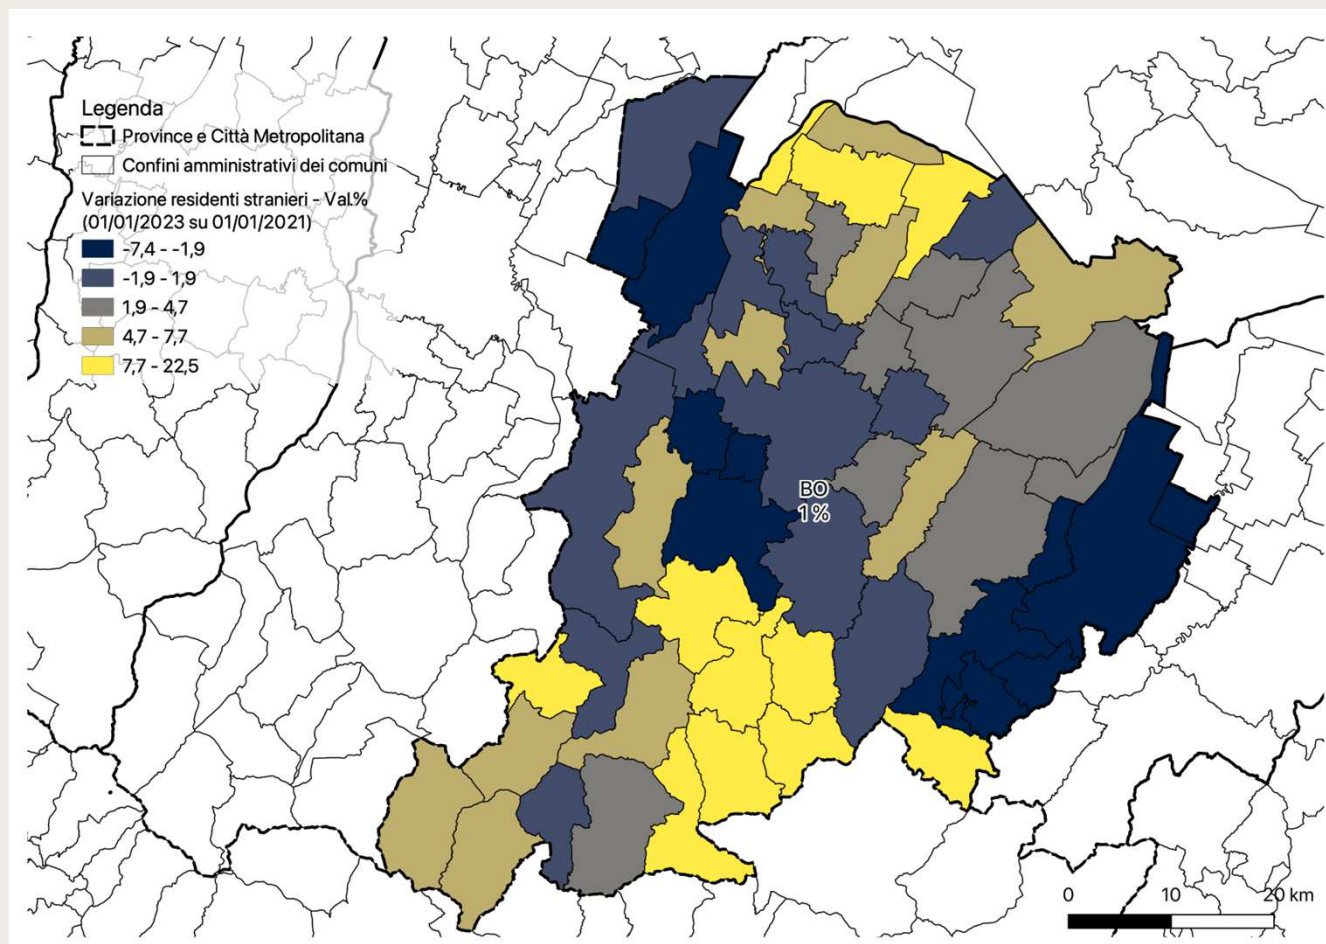 Legenda
Province e Città Metropolitana
Confini amministrativi dei comuni
Variazione residenti stranieri - Val.%
(01/01/2023 su 01/01/2021)
-7,4 - -1,9
-1,9 - 1,9
1,9 - 4,7
4,7 - 7,7
7,7 - 22,5
BO
1 %
0 10 20 km